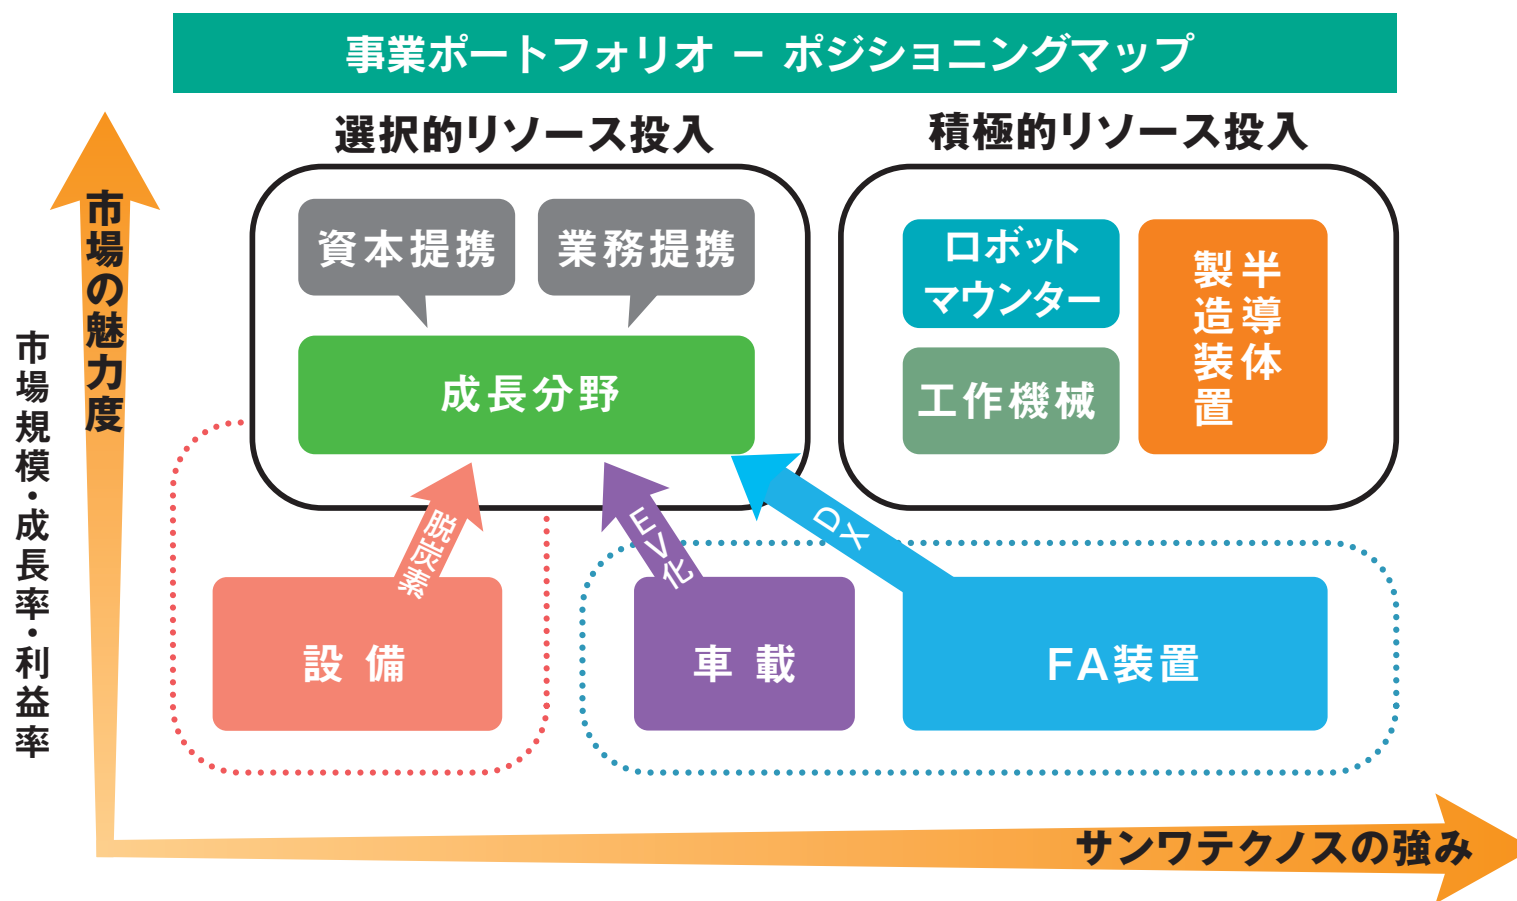 事業ポートフォリオ − ポジショニングマップ
選択的リソース投入
積極的リソース投入
市場の魅力度
市場規模・成長率・利益率
資本提携
業務提携
成長分野
ロボット
マウンター
工作機械
半導体
製造装置
脱炭素
EV化
DX
設備
車載
FA装置
サンワテクノスの強み